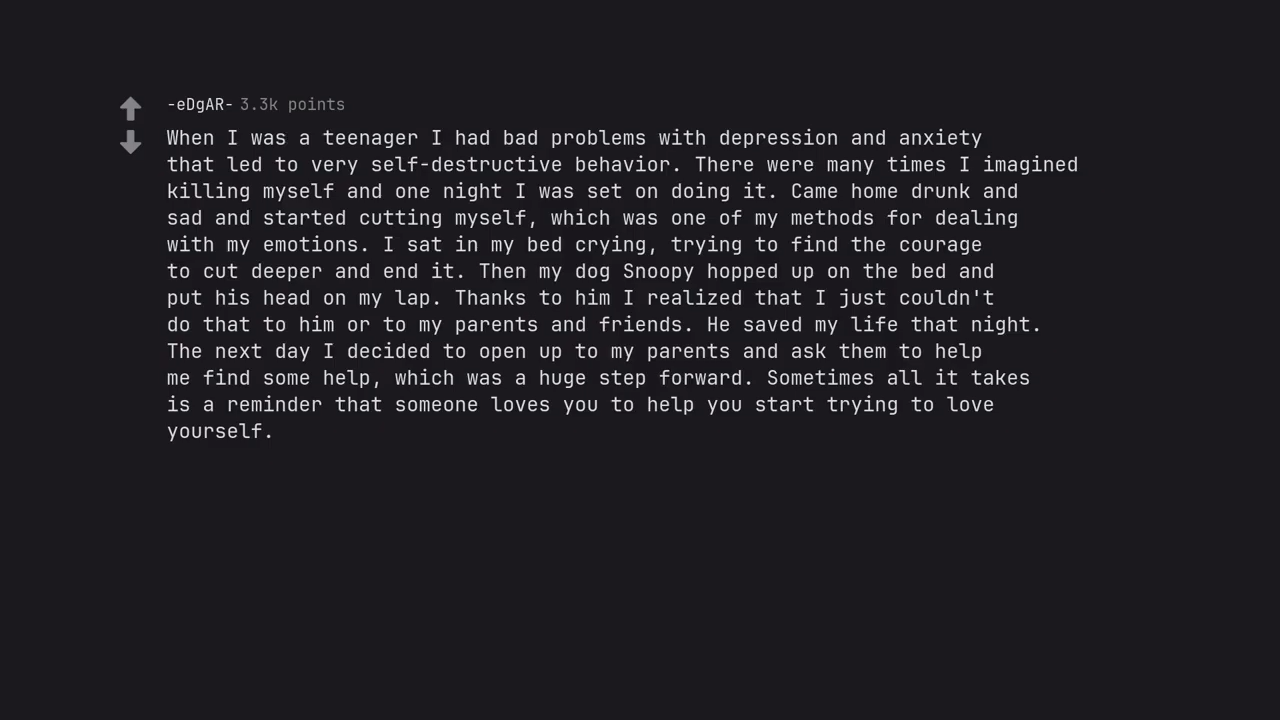 -eDgAR- 3.3k points
When I was a teenager I had bad problems with depression and anxiety
that led to very self-destructive behavior. There were many times I imagined
killing myself and one night I was set on doing it. Came home drunk and
sad and started cutting myself, which was one of my methods for dealing
with my emotions. I sat in my bed crying, trying to find the courage
to cut deeper and end it. Then my dog Snoopy hopped up on the bed and
put his head on my lap. Thanks to him I realized that I just couldn't
do that to him or to my parents and friends. He saved my life that night.
The next day I decided to open up to my parents and ask them to help
me find some help, which was a huge step forward. Sometimes all it takes
is a reminder that someone loves you to help you start trying to love
yourself.